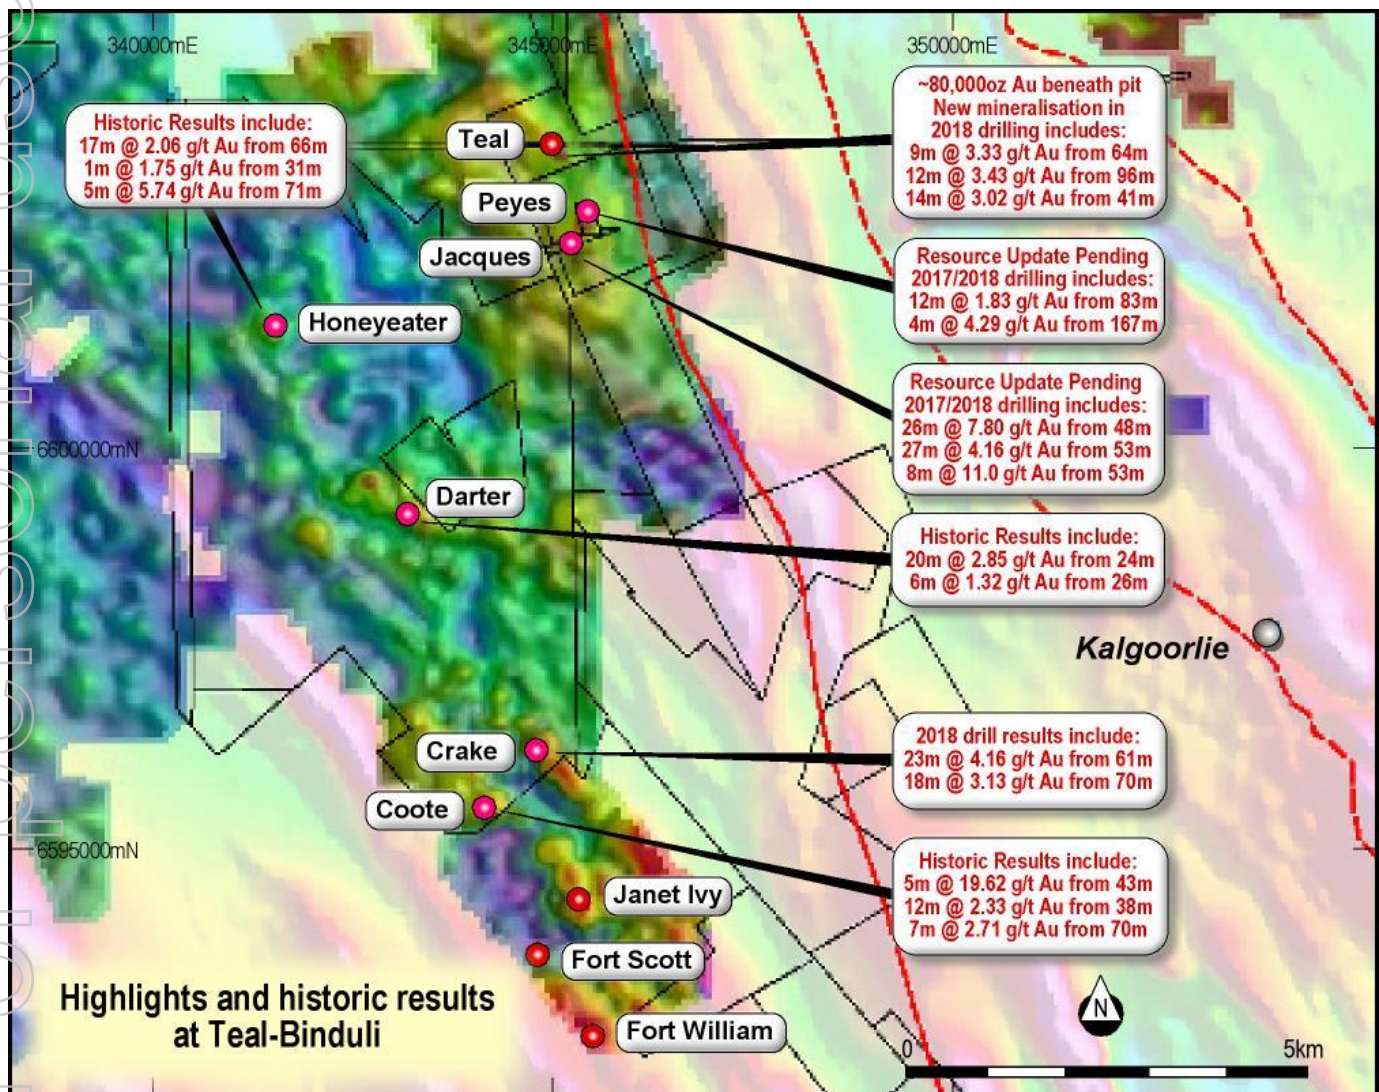 340000mE
345000mE
350000mE
Historic Results include:
17m @ 2.06 g/t Au from 66m
1m @ 1.75 g/t Au from 31m
5m @ 5.74 g/t Au from 71m
Teal
~80,000oz Au beneath pit
New mineralisation in
2018 drilling includes:
9m @ 3.33 g/t Au from 64m
12m @ 3.43 g/t Au from 96m
14m @ 3.02 g/t Au from 41m
Peyes
Jacques
Resource Update Pending
2017/2018 drilling includes:
12m @ 1.83 g/t Au from 83m
4m @ 4.29 g/t Au from 167m
Honeyeater
Resource Update Pending
2017/2018 drilling includes:
26m @ 7.80 g/t Au from 48m
27m @ 4.16 g/t Au from 53m
8m @ 11.0 g/t Au from 53m
6600000mN
Darter
Historic Results include:
20m @ 2.85 g/t Au from 24m
6m @ 1.32 g/t Au from 26m
Kalgoorlie
Crake
2018 drill results include:
23m @ 4.16 g/t Au from 61m
18m @ 3.13 g/t Au from 70m
Coote
6595000mN
Historic Results include:
5m @ 19.62 g/t Au from 43m
12m @ 2.33 g/t Au from 38m
7m @ 2.71 g/t Au from 70m
Janet Ivy
Fort Scott
Fort William
Highlights and historic results
at Teal-Binduli
N
0
5km